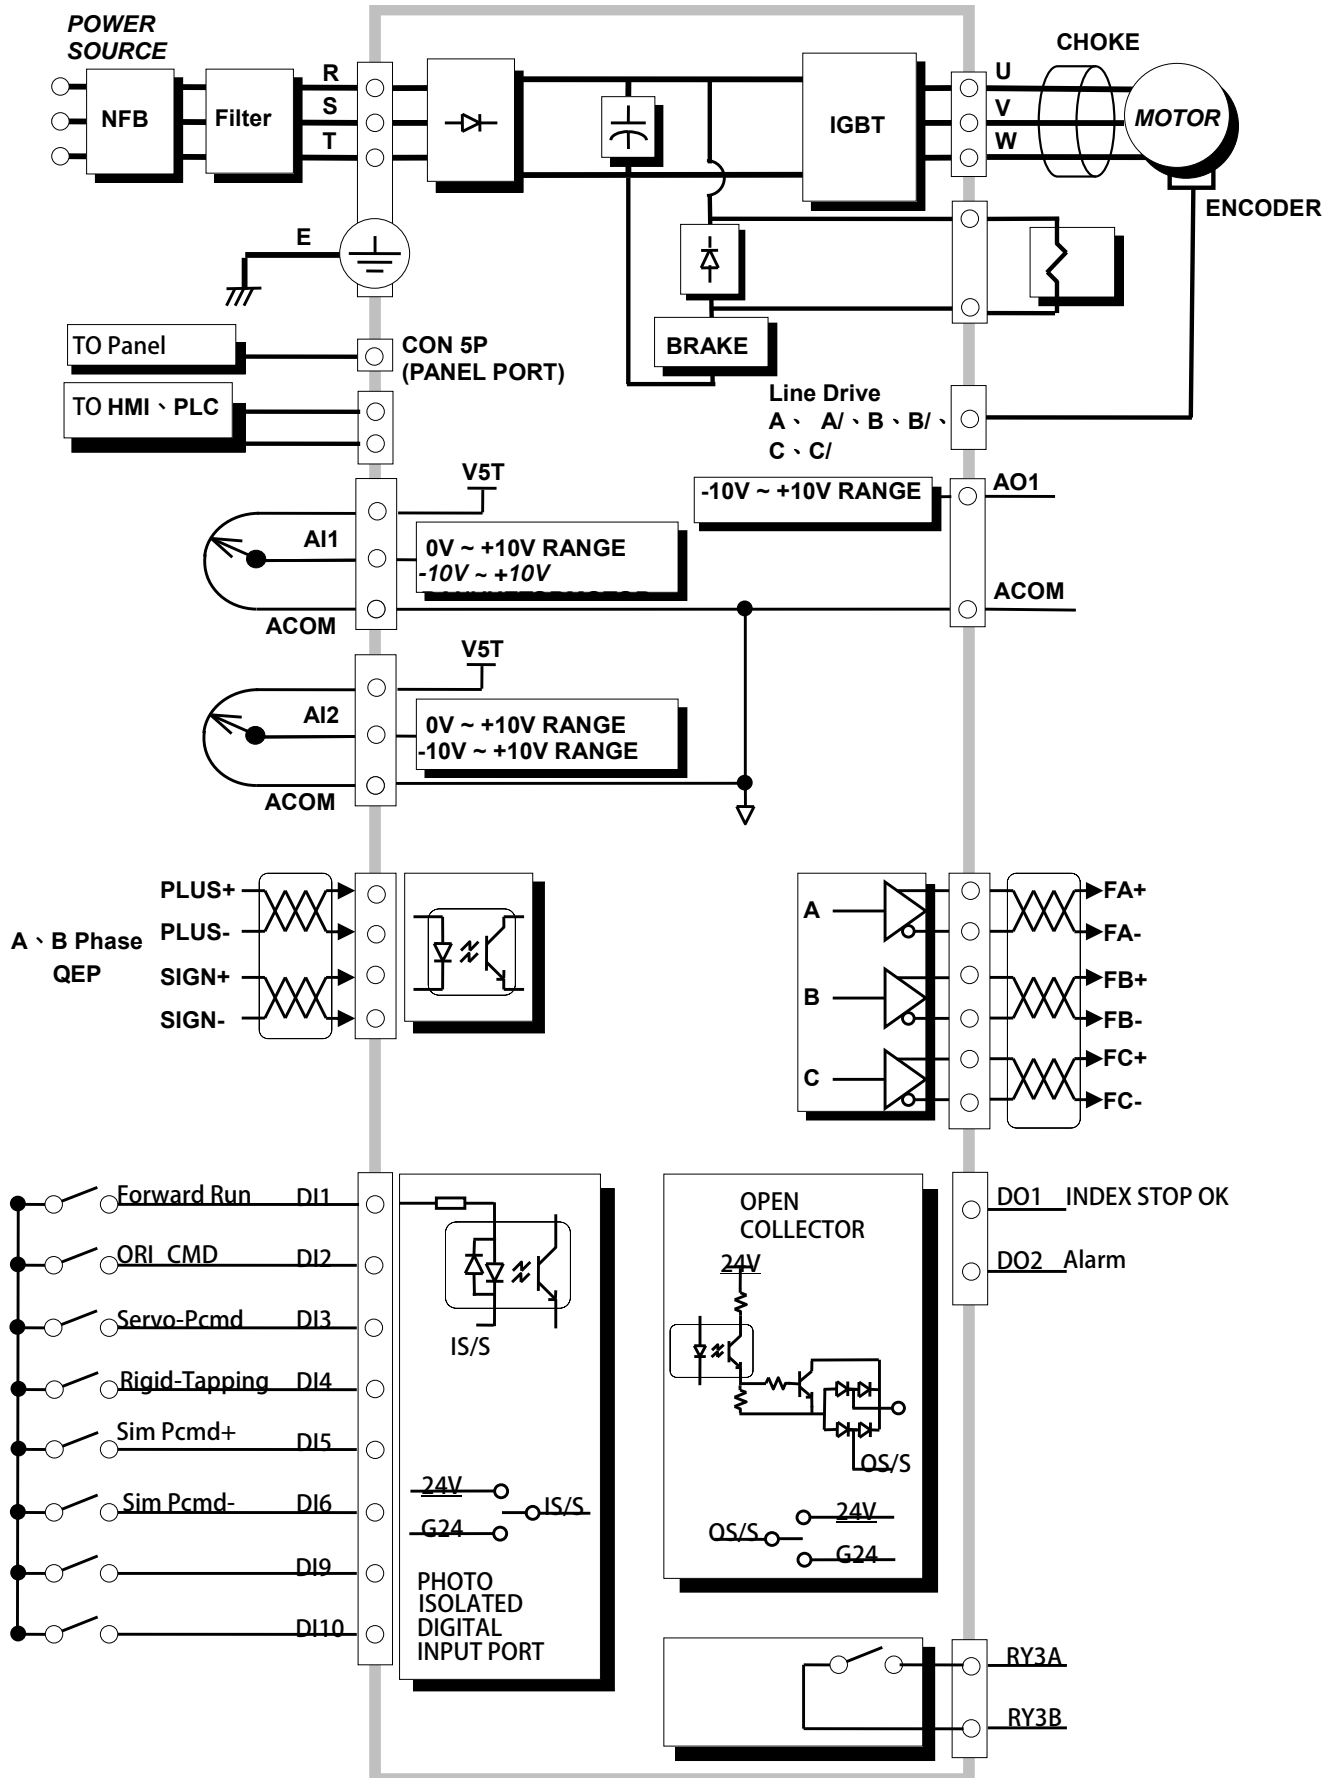 POWER
SOURCE
NFB
Filter
R
S
T
E
IGBT
U
V
W
CHOKE
MOTOR
ENCODER
BRAKE
TO Panel
CON 5P
(PANEL PORT)
TO HMI、PLC
Line Drive
A、 A/、B、B/、
C、C/
V5T
AI1
0V ~ +10V RANGE
-10V ~ +10V
ACOM
-10V ~ +10V RANGE
AO1
ACOM
V5T
AI2
0V ~ +10V RANGE
-10V ~ +10V RANGE
ACOM
A、B Phase
QEP
PLUS+
PLUS-
SIGN+
SIGN-
A
B
C
FA+
FA-
FB+
FB-
FC+
FC-
Forward Run DI1
ORI CMD DI2
Servo-Pcmd DI3
Rigid-Tapping DI4
Sim Pcmd+ DI5
Sim Pcmd- DI6
DI9
DI10
IS/S
24V
IS/S
G24
PHOTO
ISOLATED
DIGITAL
INPUT PORT
OPEN
COLLECTOR
24V
OS/S
24V
OS/S
G24
DO1 INDEX STOP OK
DO2 Alarm
RY3A
RY3B